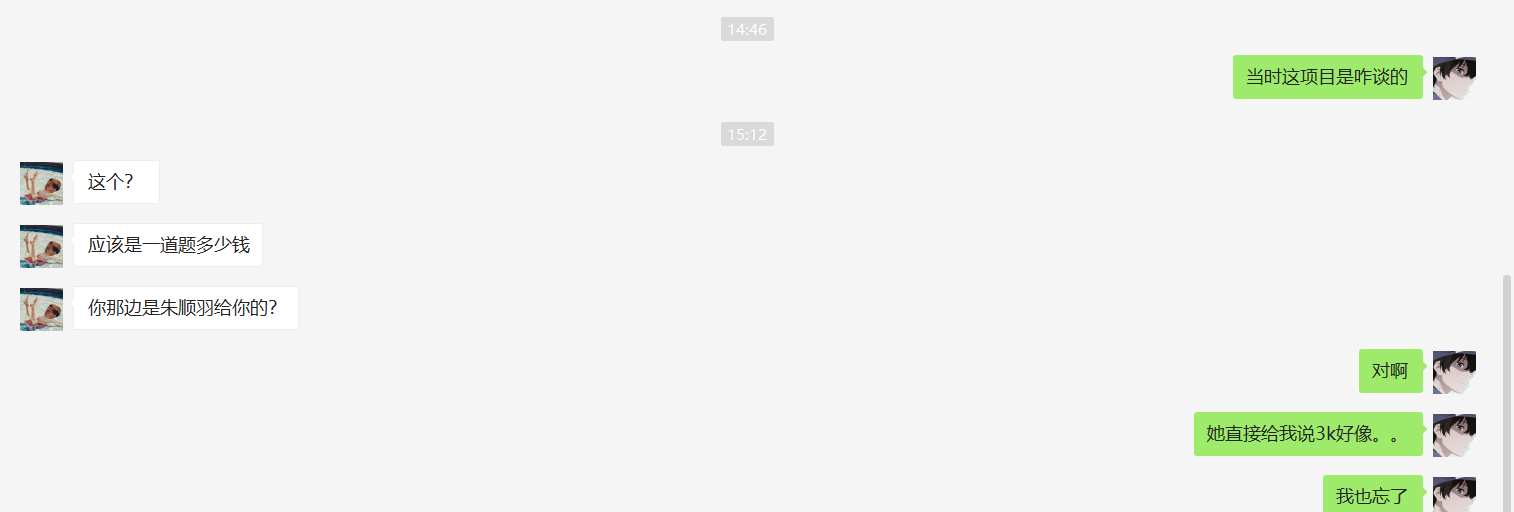 14:46
当时这项目是咋谈的
15:12
这个？
应该是一道题多少钱
你那边是朱顺羽给你的？
对啊
她直接给我说3k好像。。
我也忘了